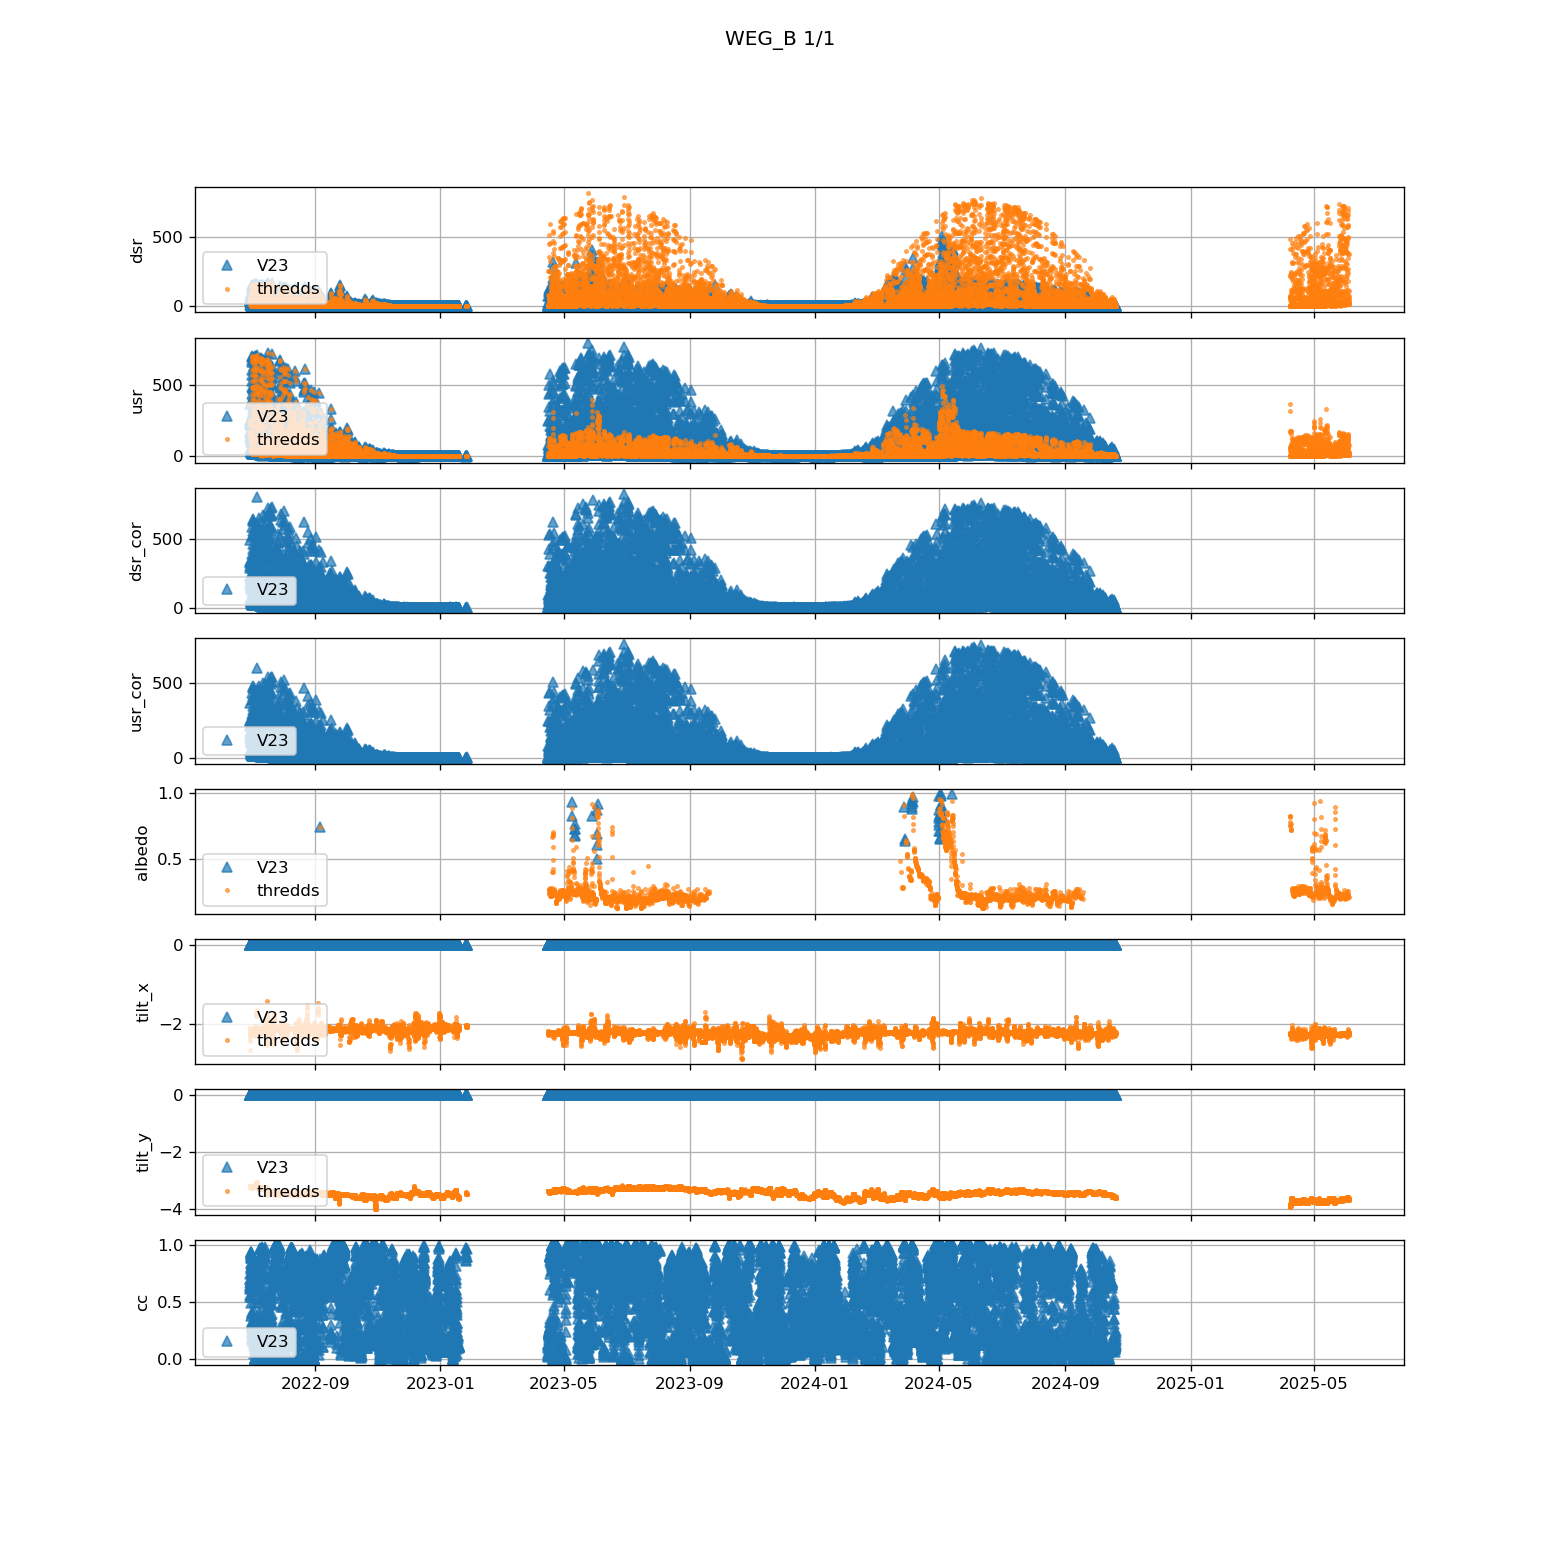 WEG_B 1/1
dsr
500
0
V23
thredds
usr
500
0
V23
thredds
dsr_cor
500
0
V23
usr_cor
500
0
V23
albedo
1.0
0.5
V23
thredds
tilt_x
0
−2
V23
thredds
tilt_y
0
−2
−4
V23
thredds
cc
1.0
0.5
0.0
V23
2022-09 2023-01 2023-05 2023-09 2024-01 2024-05 2024-09 2025-01 2025-05